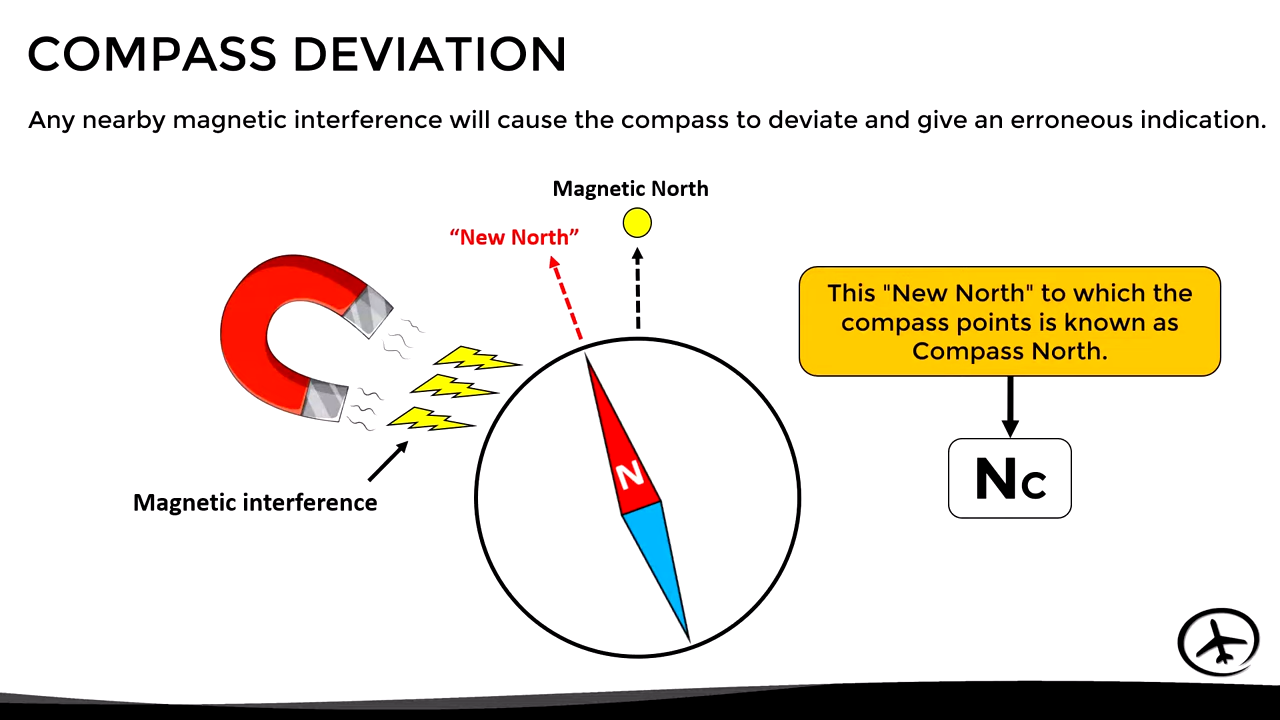 COMPASS DEVIATION
Any nearby magnetic interference will cause the compass to deviate and give an erroneous indication.
Magnetic North
“New North”
This "New North" to which the
compass points is known as
Compass North.
N
Nc
Magnetic interference